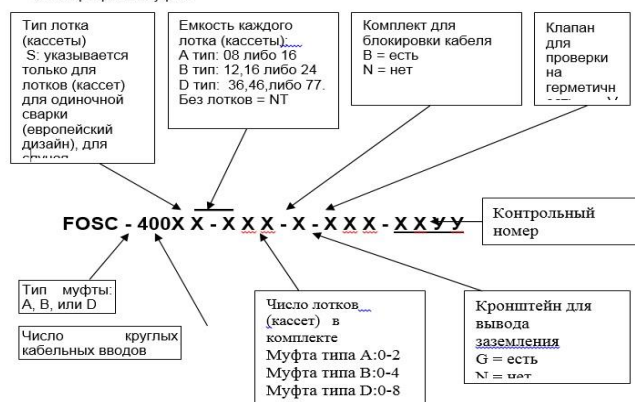 Тип лотка
(кассеты)
S: указывается
только для
лотков (кассет)
для одиночной
сварки
(европейский
дизайн), для
Емкость каждого
лотка (кассеты):
А тип: 08 либо 16
В тип: 12,16 либо 24
D тип: 36,46,либо 77.
Без лотков = NT
Комплект для
блокировки кабеля
В = есть
N = нет
Клапан
для
проверки
на
герметичн
FOSC - 400X X - X X X - X - X X X - X X У У
Контрольный
номер
Тип муфты:
А, В, или D
Число круглых
кабельных вводов
Число лотков
(кассет) в
комплекте
Муфта типа А:0-2
Муфта типа В:0-4
Муфта типа D:0-8
Кронштейн для
вывода
заземления
G = есть
N = нет